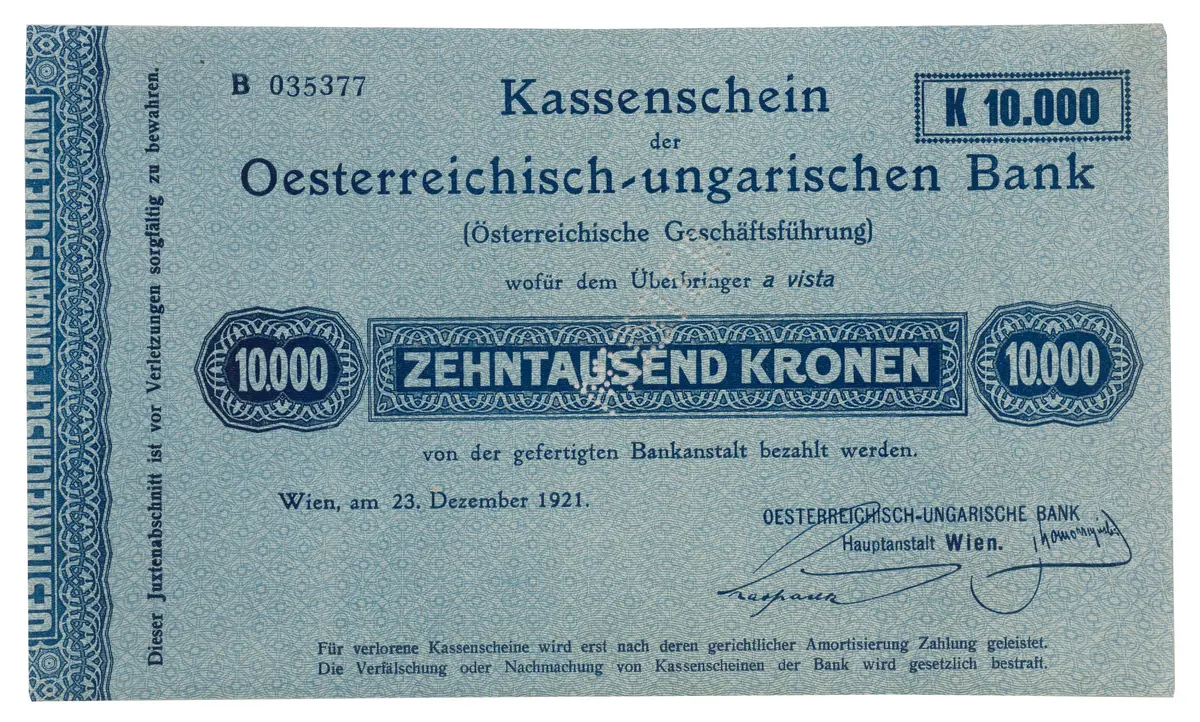 B 035377
Kassenschein
K 10.000
der
Oesterreichisch-ungarischen Bank
(Österreichische Geschäftsführung)
wofür dem Überbringer a vista
10.000
ZEHNTAUSEND KRONEN
10.000
von der gefertigten Bankanstalt bezahlt werden.
Wien, am 23. Dezember 1921.
OESTERREICHISCH-UNGARISCHE BANK
Hauptanstalt Wien.
Für verlorene Kassenscheine wird erst nach deren gerichtlicher Amortisierung Zahlung geleistet.
Die Verfälschung oder Nachmachung von Kassenscheinen der Bank wird gesetzlich bestraft.
Dieser Juxtenabschnitt ist vor Verletzungen sorgfältig zu bewahren.
OESTERREICHISCH-UNGARISCHE BANK